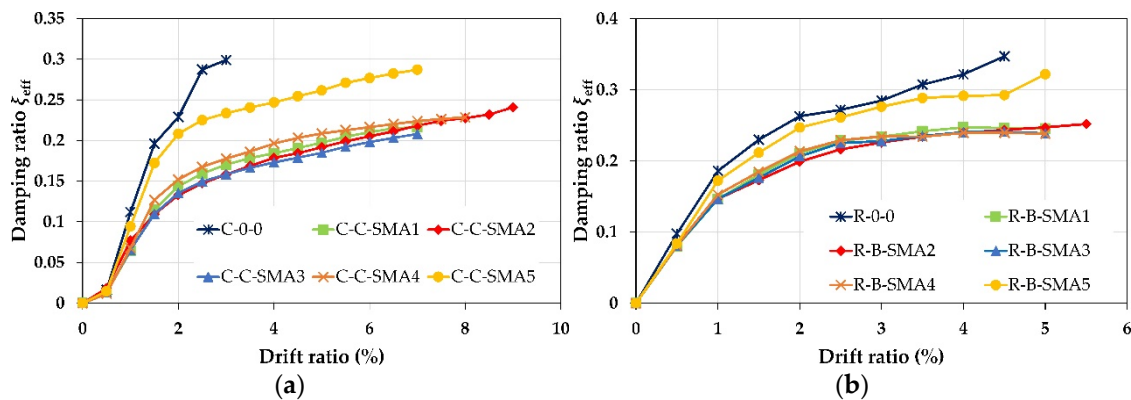 Damping ratio ξeff
0.35
0.3
0.25
0.2
0.15
0.1
0.05
0
0 2 4 6 8 10
C-0-0 C-C-SMA1 C-C-SMA2
C-C-SMA3 C-C-SMA4 C-C-SMA5
Drift ratio (%)
(a)
Damping ratio ξeff
0.4
0.3
0.2
0.1
0
0 1 2 3 4 5 6
R-0-0 R-B-SMA1
R-B-SMA2 R-B-SMA3
R-B-SMA4 R-B-SMA5
Drift ratio (%)
(b)